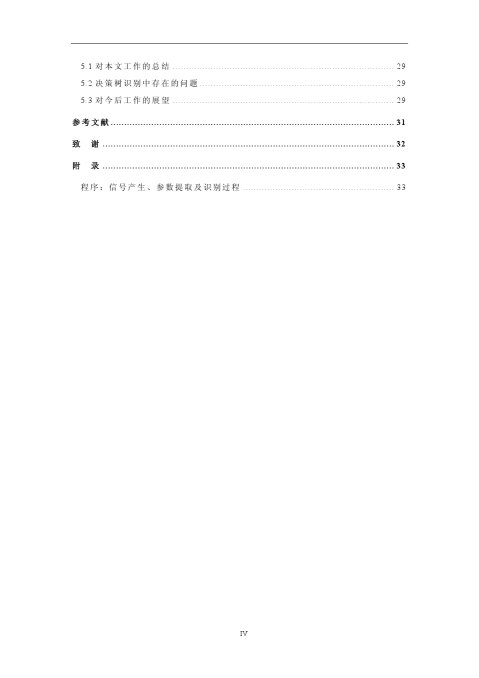 5.1对本文工作的总结 29
5.2决策树识别中存在的问题 29
5.3对今后工作的展望 29
参考文献 31
致 谢 32
附 录 33
程序：信号产生、参数提取及识别过程 33
IV